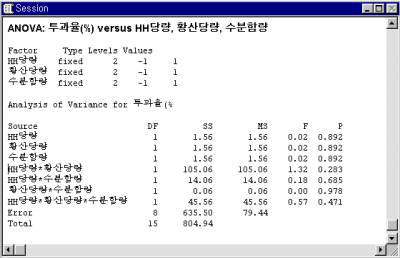 Session
ANOVA: 투과율(%) versus HH당량, 황산당량, 수분함량
Factor Type Levels Values
HH당량 fixed 2 -1 1
황산당량 fixed 2 -1 1
수분함량 fixed 2 -1 1
Analysis of Variance for 투과율(%
Source DF SS MS F P
HH당량 1 1.56 1.56 0.02 0.892
황산당량 1 1.56 1.56 0.02 0.892
수분함량 1 1.56 1.56 0.02 0.892
HH당량*황산당량 1 105.06 105.06 1.32 0.283
HH당량*수분함량 1 14.06 14.06 0.18 0.685
황산당량*수분함량 1 0.06 0.06 0.00 0.978
HH당량*황산당량*수분함량 1 45.56 45.56 0.57 0.471
Error 8 635.50 79.44
Total 15 804.94